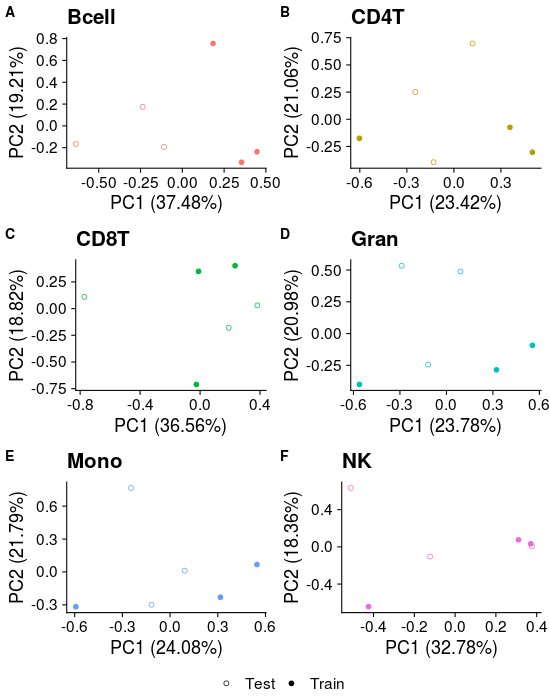 A Bcell
PC2 (19.21%)
0.8
0.6
0.4
0.2
0.0
-0.2
-0.50 -0.25 0.00 0.25 0.50
PC1 (37.48%)
B CD4T
PC2 (21.06%)
0.75
0.50
0.25
0.00
-0.25
-0.6 -0.3 0.0 0.3
PC1 (23.42%)
C CD8T
PC2 (18.82%)
0.25
0.00
-0.25
-0.50
-0.75
-0.8 -0.4 0.0 0.4
PC1 (36.56%)
D Gran
PC2 (20.98%)
0.50
0.25
0.00
-0.25
-0.6 -0.3 0.0 0.3 0.6
PC1 (23.78%)
E Mono
PC2 (21.79%)
0.6
0.3
0.0
-0.3
-0.6 -0.3 0.0 0.3 0.6
PC1 (24.08%)
F NK
PC2 (18.36%)
0.4
0.0
-0.4
-0.4 -0.2 0.0 0.2 0.4
PC1 (32.78%)
Test Train